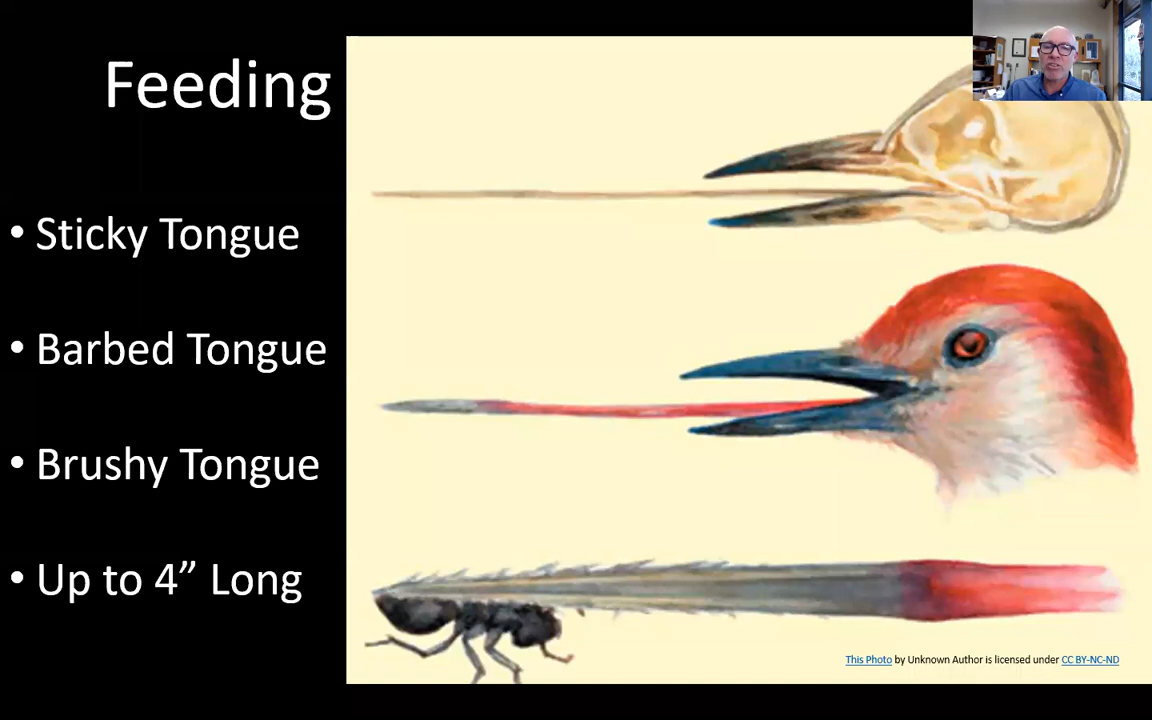 Feeding
• Sticky Tongue
• Barbed Tongue
• Brushy Tongue
• Up to 4” Long
This Photo by Unknown Author is licensed under CC BY-NC-ND